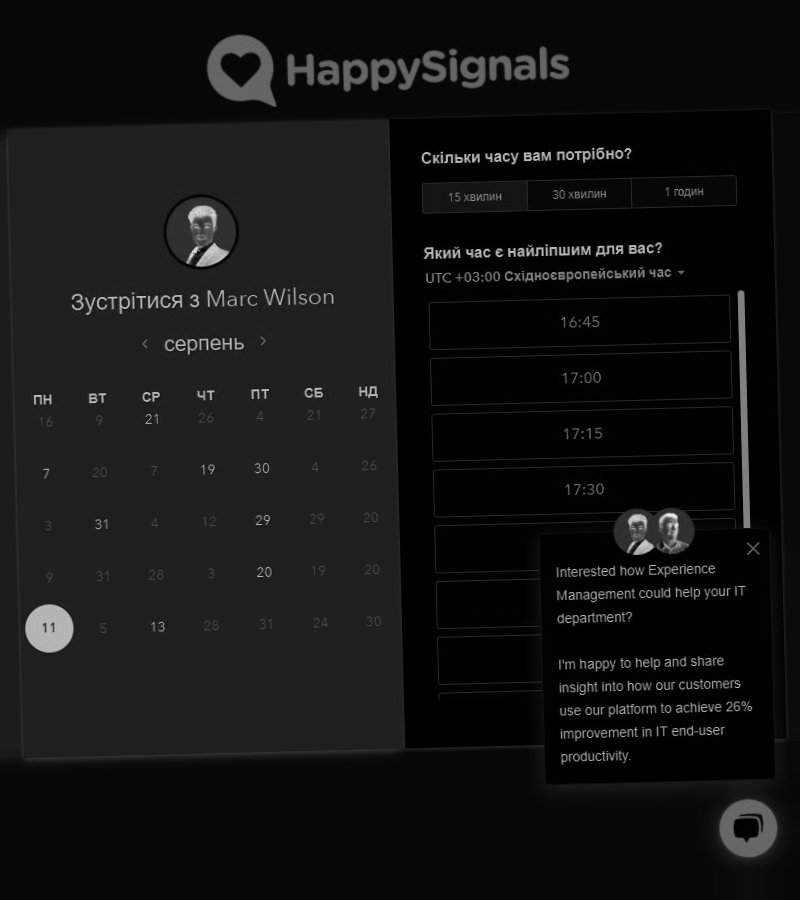 HappySignals
Зустрітися з Marc Wilson
серпень
ПН ВТ СР ЧТ ПТ СБ НД
16 9 21 26 4 21 27
7 20 7 19 30 4 26
3 31 4 12 29 29 20
9 31 28 3 20 19 20
11 5 13 28 31 24 30
Скільки часу вам потрібно?
15 хвилин 30 хвилин 1 годин
Який час є найліпшим для вас?
UTC +03:00 Східноєвропейський час
16:45
17:00
17:15
17:30
Interested how Experience
Management could help your IT
department?
I'm happy to help and share
insight into how our customers
use our platform to achieve 26%
improvement in IT end-user
productivity.